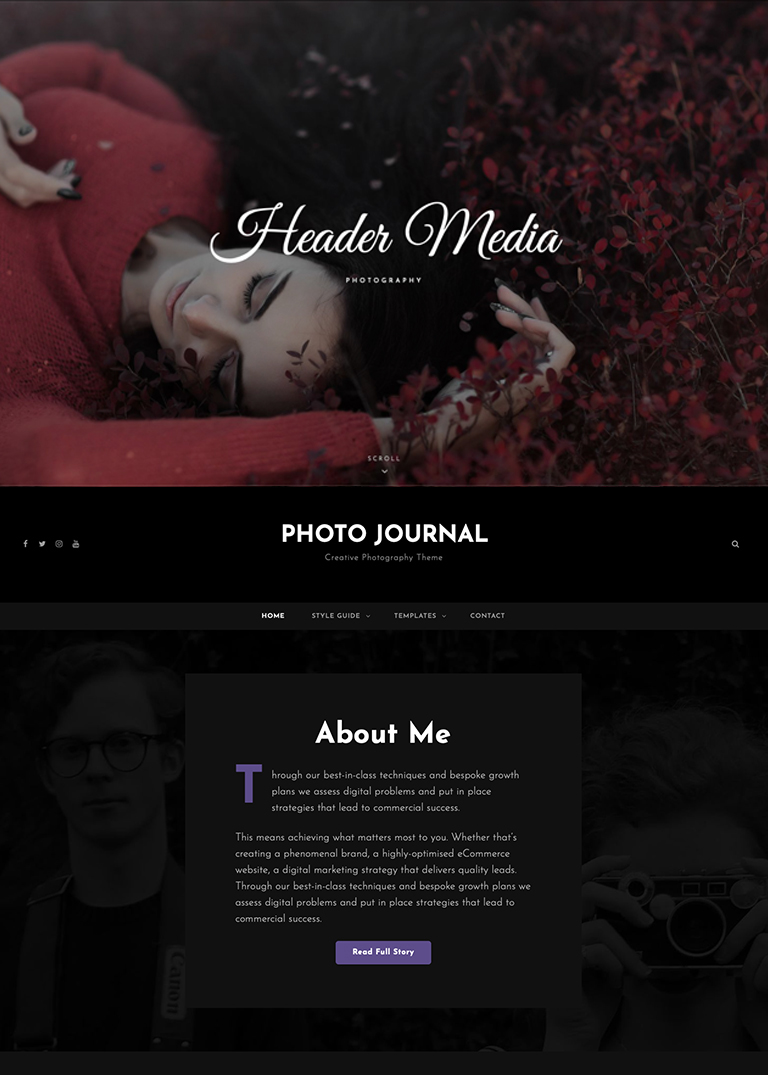 Header Media
PHOTOGRAPHY
SCROLL
PHOTO JOURNAL
Creative Photography Theme
HOME STYLE GUIDE TEMPLATES CONTACT
About Me
Through our best-in-class techniques and bespoke growth
plans we assess digital problems and put in place
strategies that lead to commercial success.
This means achieving what matters most to you. Whether that's
creating a phenomenal brand, a highly-optimised eCommerce
website, a digital marketing strategy that delivers quality leads.
Through our best-in-class techniques and bespoke growth plans we
assess digital problems and put in place strategies that lead to
commercial success.
Read Full Story
Canon